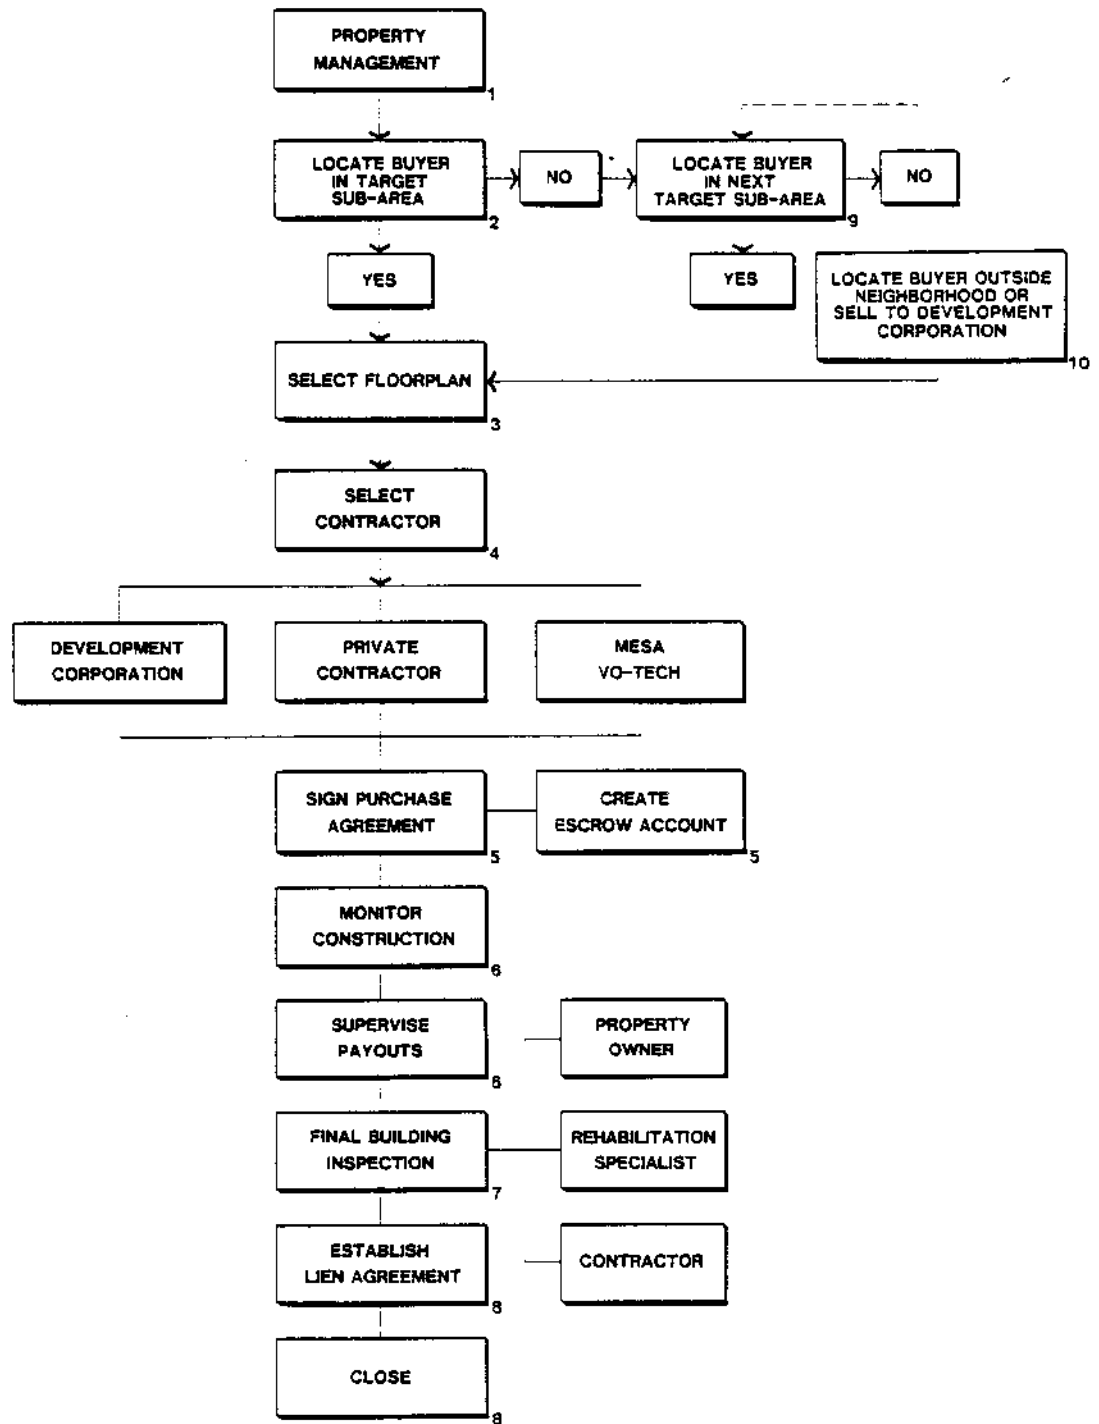 PROPERTY
MANAGEMENT
1
LOCATE BUYER
IN TARGET
SUB-AREA
2
NO
LOCATE BUYER
IN NEXT
TARGET SUB-AREA
9
NO
YES
YES
LOCATE BUYER OUTSIDE
NEIGHBORHOOD OR
SELL TO DEVELOPMENT
CORPORATION
10
SELECT FLOORPLAN
3
SELECT
CONTRACTOR
4
DEVELOPMENT
CORPORATION
PRIVATE
CONTRACTOR
MESA
VO-TECH
SIGN PURCHASE
AGREEMENT
5
CREATE
ESCROW ACCOUNT
5
MONITOR
CONSTRUCTION
6
SUPERVISE
PAYOUTS
6
PROPERTY
OWNER
FINAL BUILDING
INSPECTION
7
REHABILITATION
SPECIALIST
ESTABLISH
LIEN AGREEMENT
8
CONTRACTOR
CLOSE
8